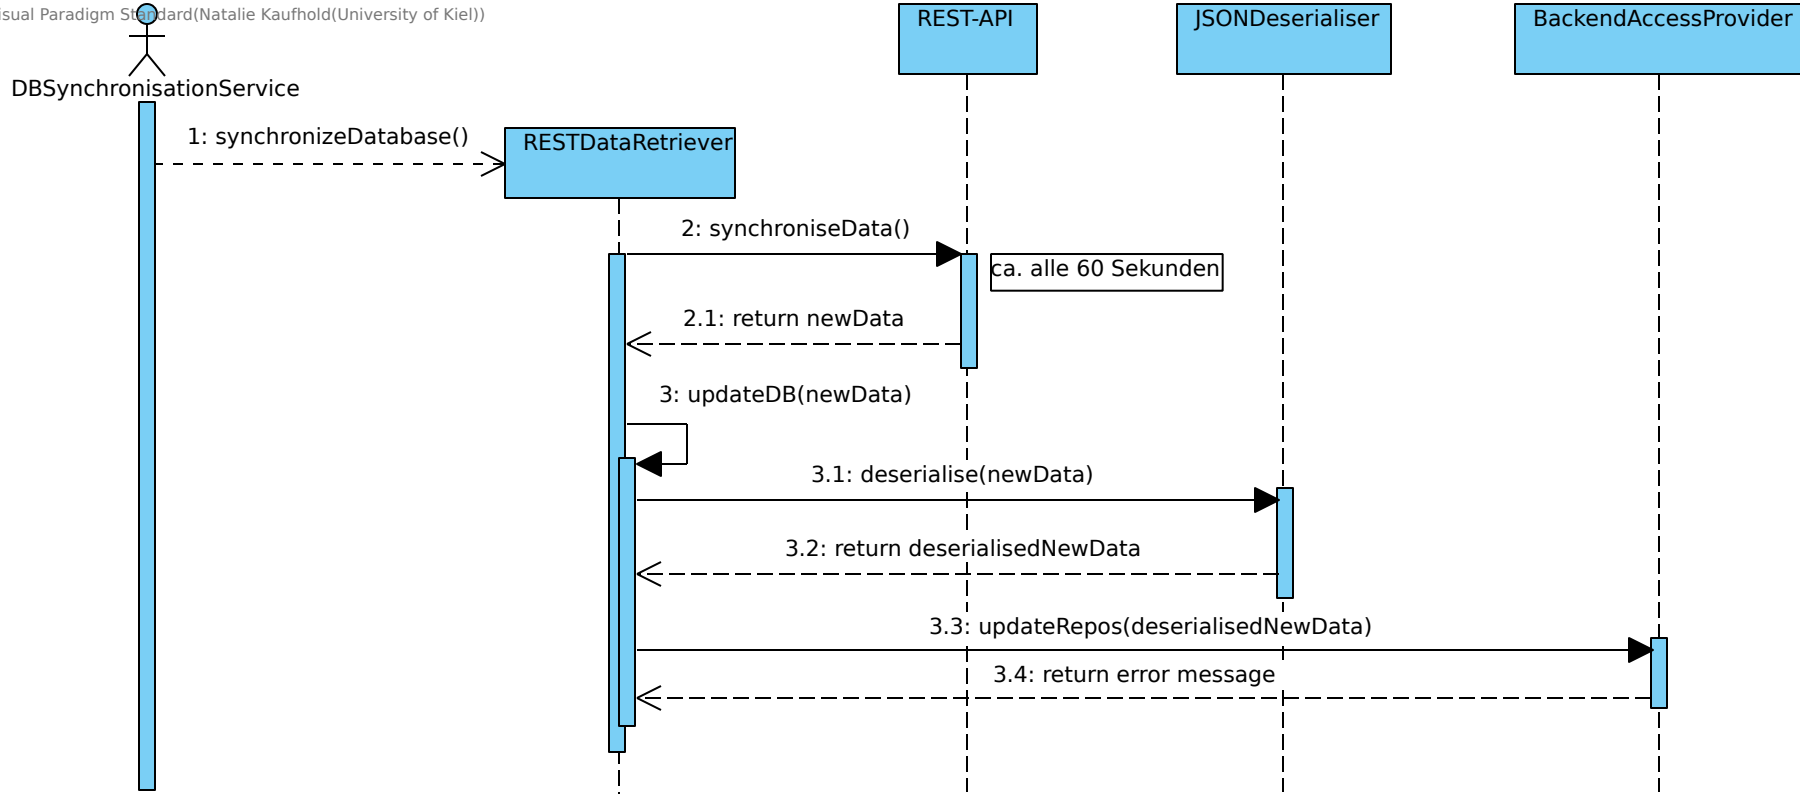 isual Paradigm Standard(Natalie Kaufhold(University of Kiel))
REST-API
JSONDeserialiser
BackendAccessProvider
DBSynchronisationService
1: synchronizeDatabase()
RESTDataRetriever
2: synchroniseData()
ca. alle 60 Sekunden
2.1: return newData
3: updateDB(newData)
3.1: deserialise(newData)
3.2: return deserialisedNewData
3.3: updateRepos(deserialisedNewData)
3.4: return error message